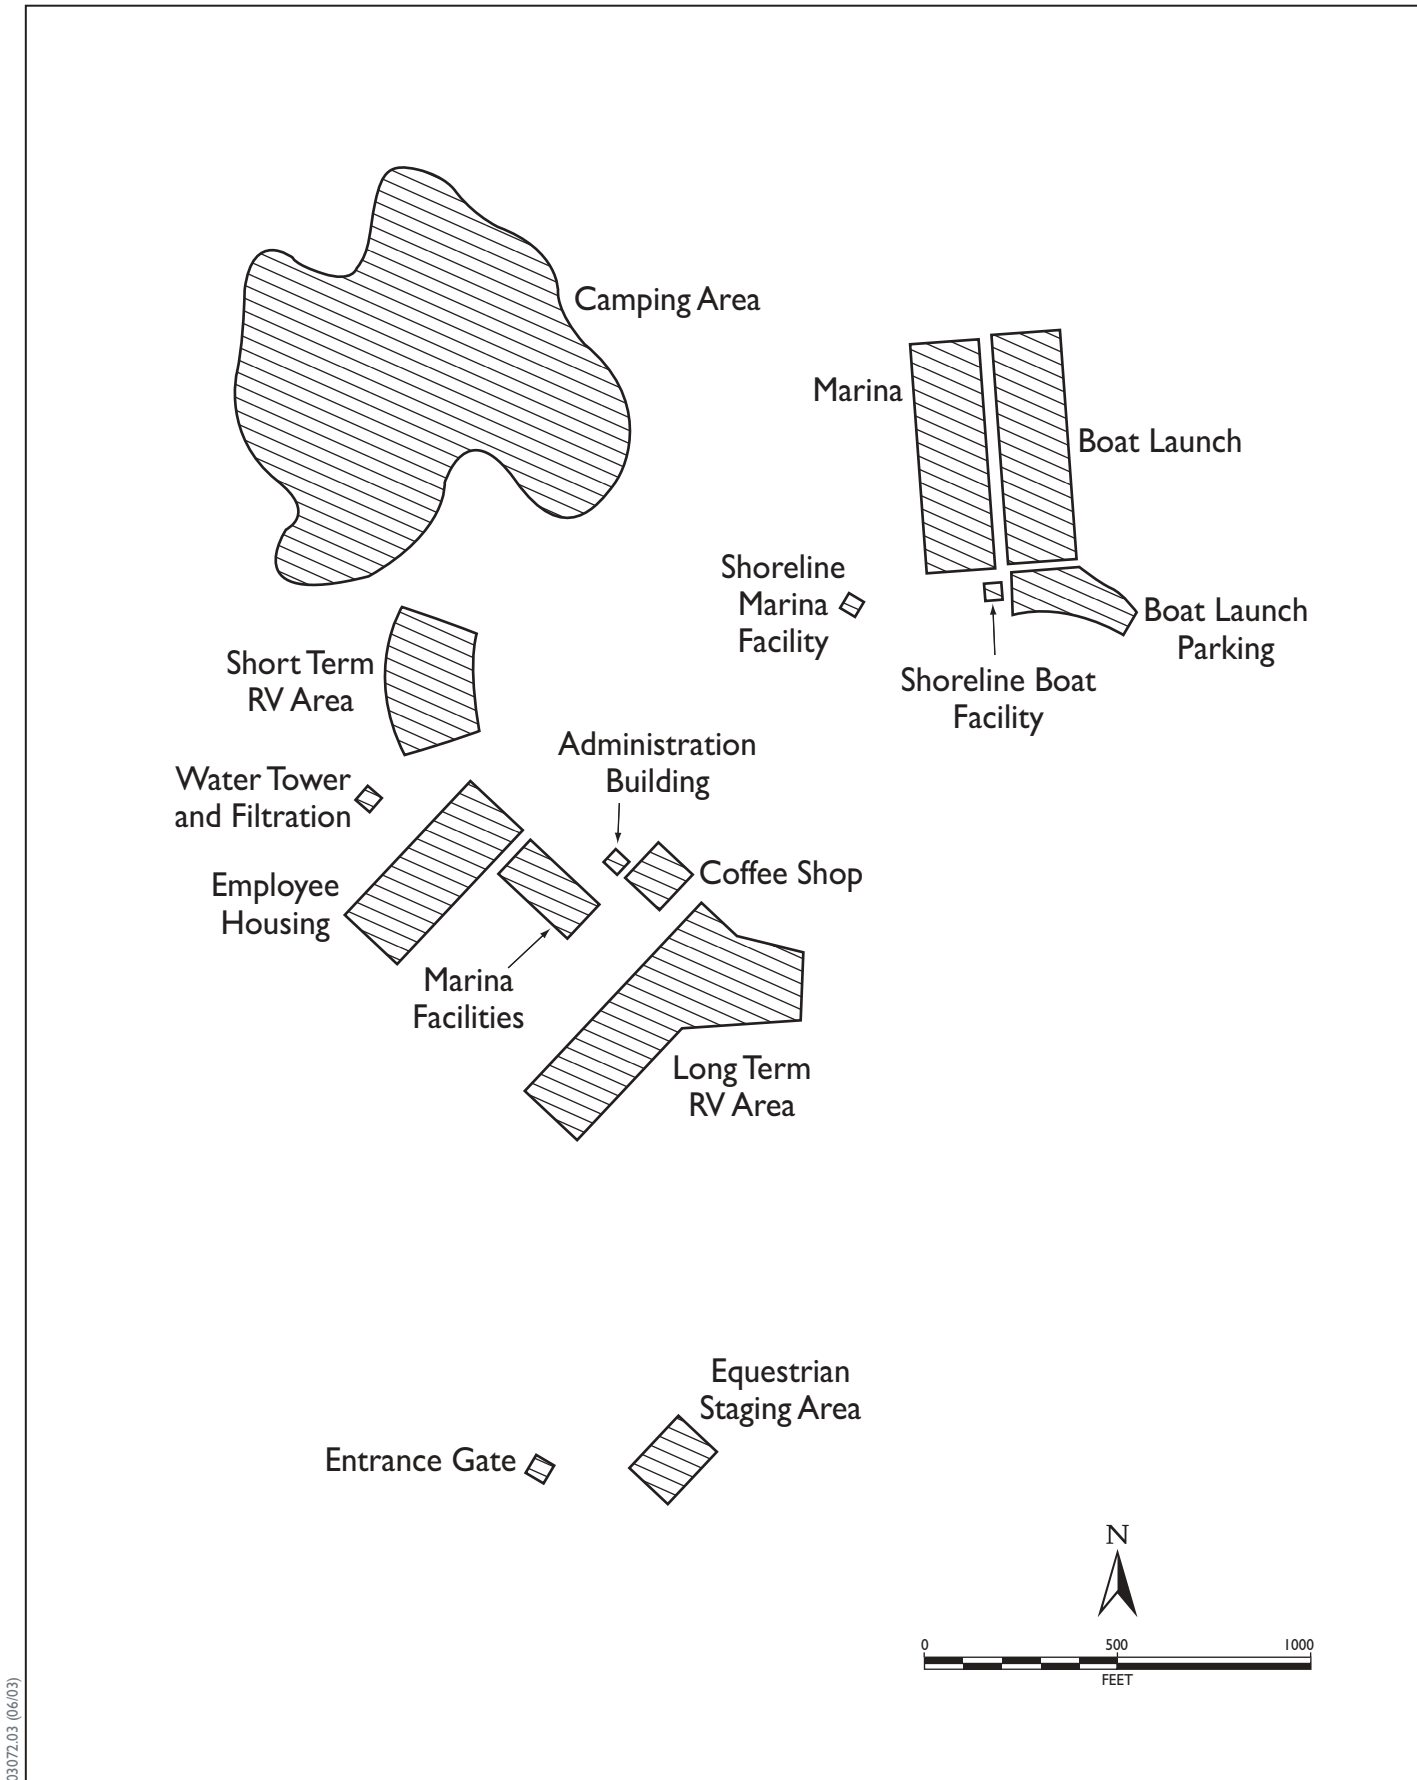 Camping Area
Marina
Boat Launch
Shoreline
Marina
Facility
Boat Launch
Parking
Shoreline Boat
Facility
Short Term
RV Area
Administration
Building
Water Tower
and Filtration
Coffee Shop
Employee
Housing
Marina
Facilities
Long Term
RV Area
Equestrian
Staging Area
Entrance Gate
N
0 500 1000
FEET
03072.03 (06/03)